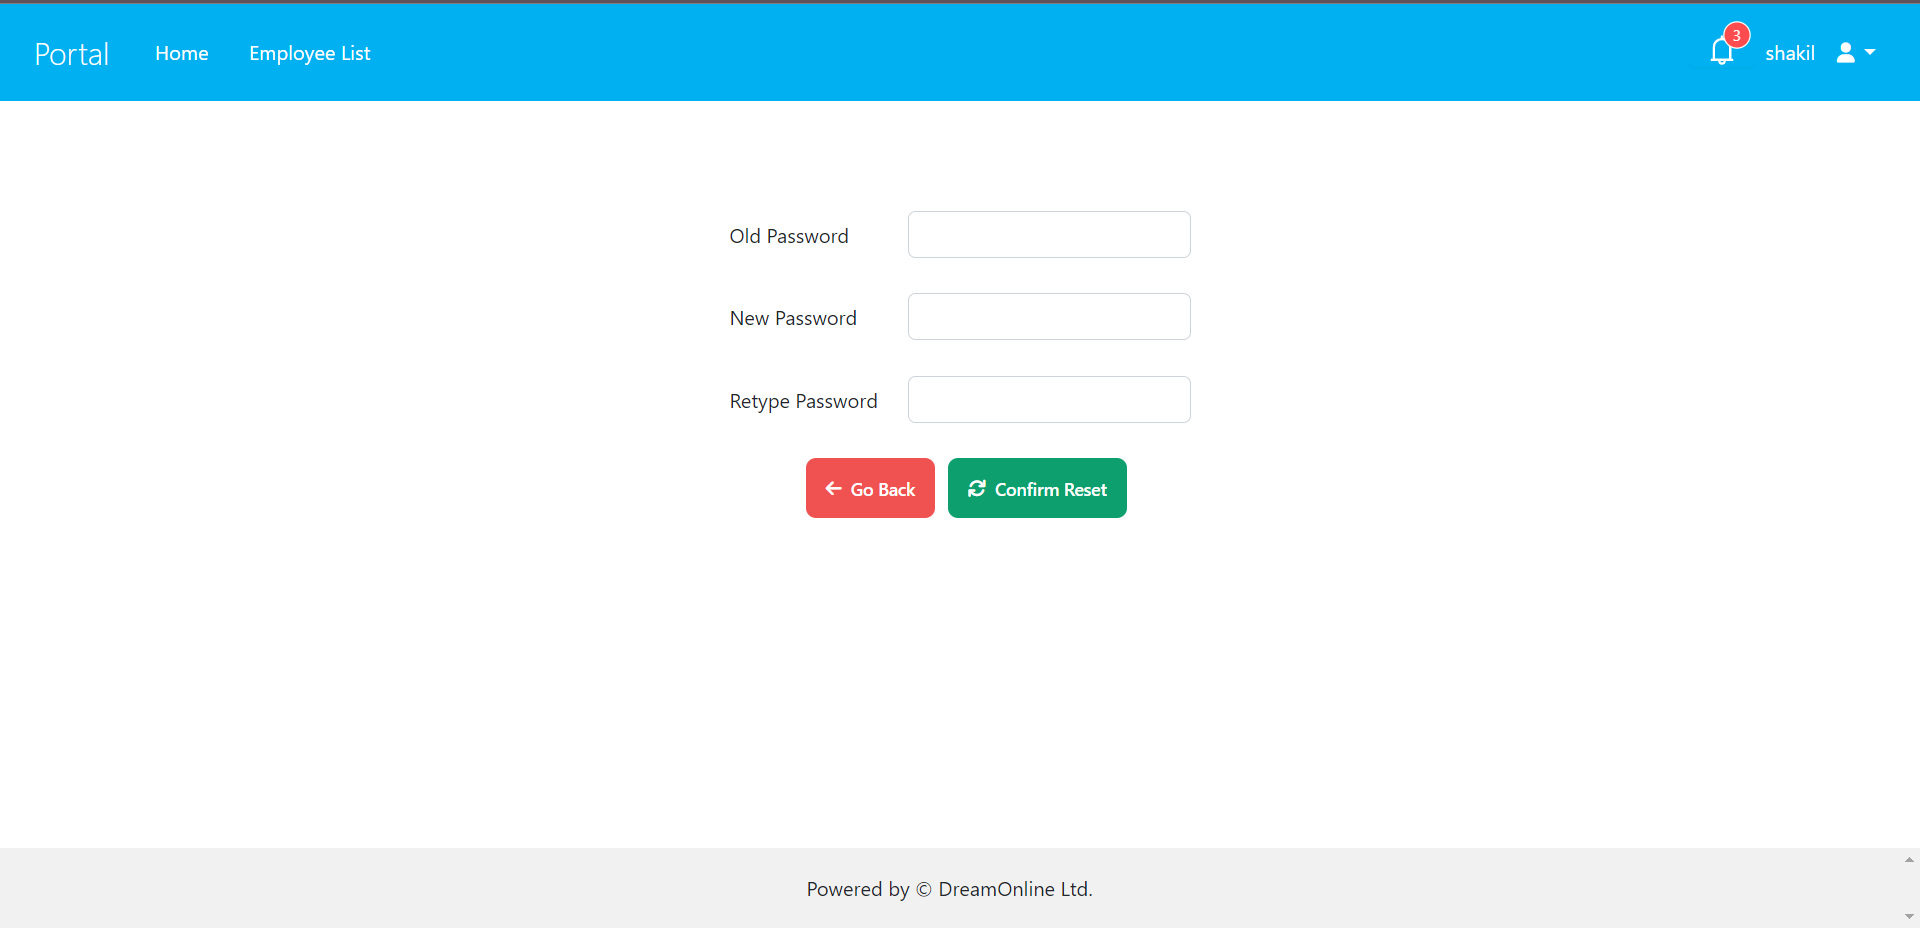 Portal Home Employee List 3 shakil
Old Password
New Password
Retype Password
Go Back Confirm Reset
Powered by © DreamOnline Ltd.